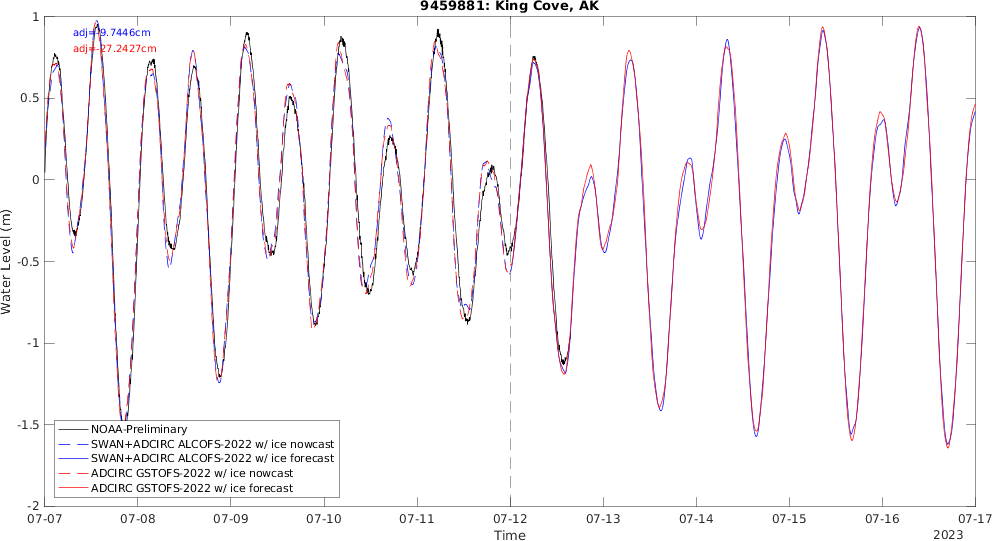 9459881: King Cove, AK
adj=-27.2427cm
Water Level (m)
1
0.5
0
-0.5
-1
-1.5
-2
NOAA-Preliminary
SWAN+ADCIRC ALCOFS-2022 w/ ice nowcast
SWAN+ADCIRC ALCOFS-2022 w/ ice forecast
ADCIRC GSTOFS-2022 w/ ice nowcast
ADCIRC GSTOFS-2022 w/ ice forecast
07-07 07-08 07-09 07-10 07-11 07-12 07-13 07-14 07-15 07-16 07-17
Time
2023